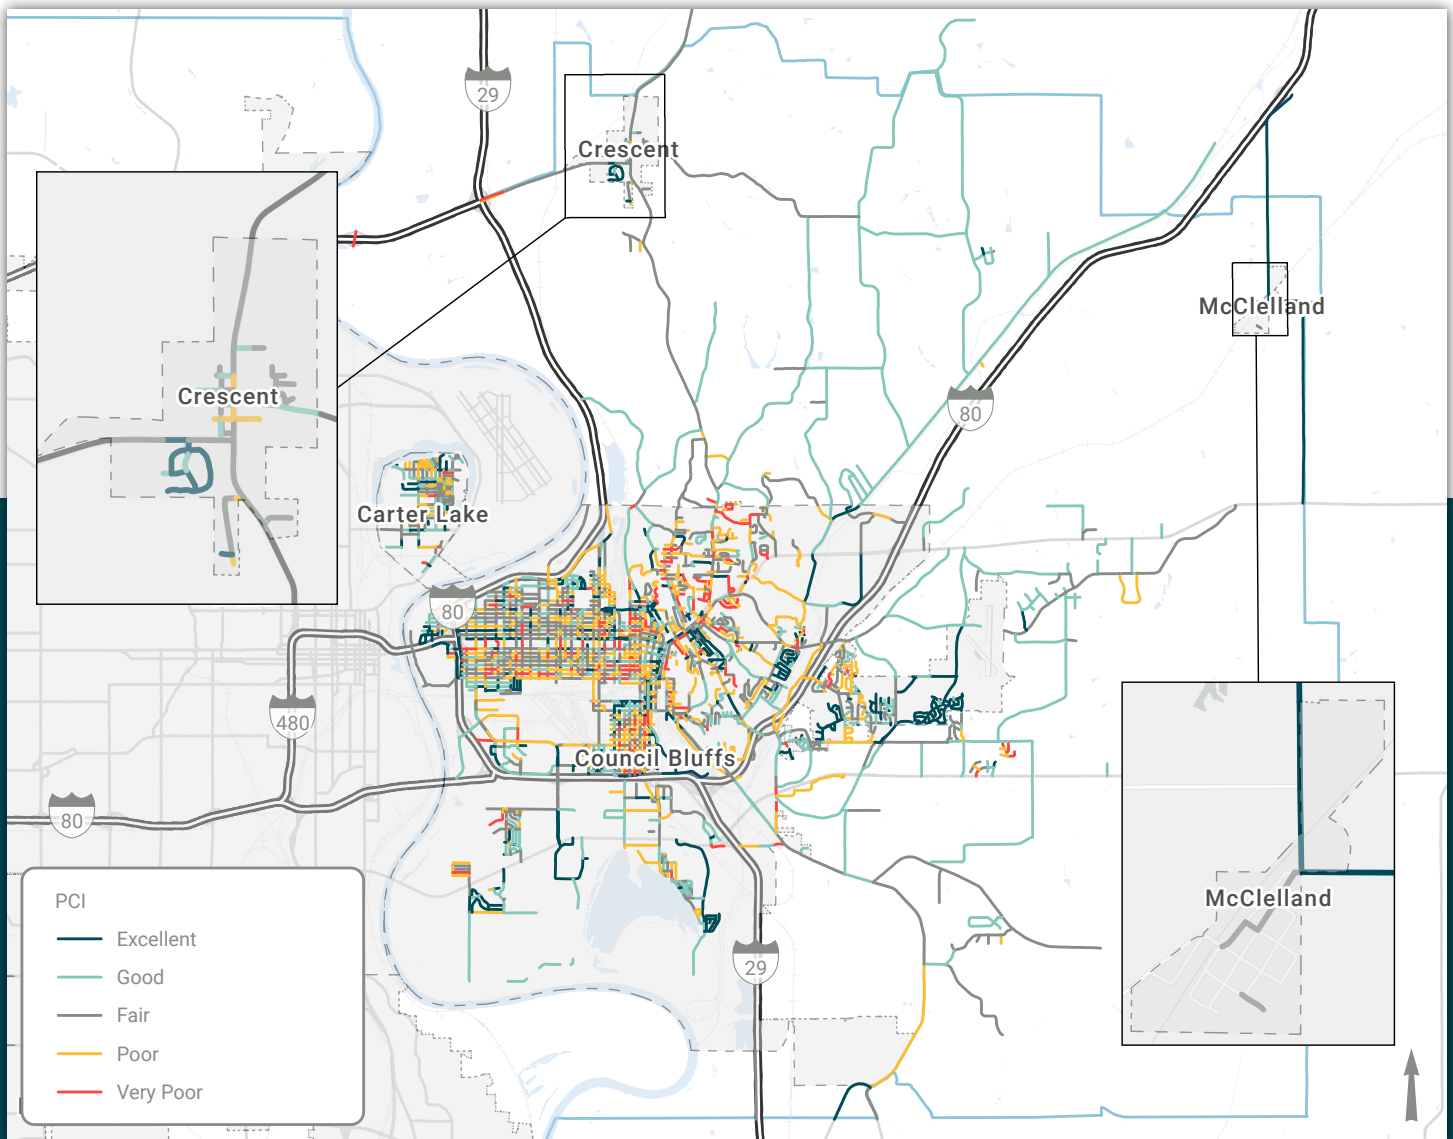 29
Crescent
McClelland
Crescent
80
Carter Lake
80
480
Council Bluffs
80
McClelland
29
PCI
Excellent
Good
Fair
Poor
Very Poor